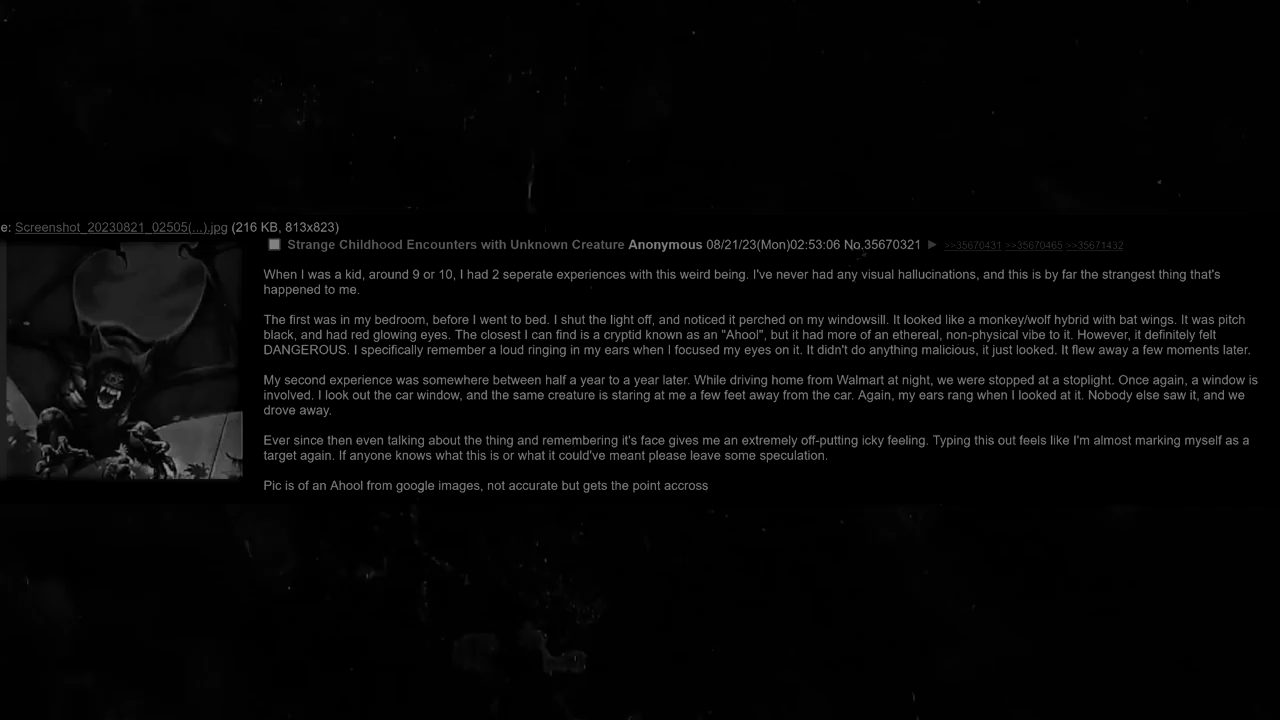 e: Screenshot_20230821_02505(...).jpg (216 KB, 813x823)
Strange Childhood Encounters with Unknown Creature Anonymous 08/21/23(Mon)02:53:06 No.35670321 ▶ >>35670431 >>35670465 >>35671432
When I was a kid, around 9 or 10, I had 2 seperate experiences with this weird being. I've never had any visual hallucinations, and this is by far the strangest thing that's
happened to me.
The first was in my bedroom, before I went to bed. I shut the light off, and noticed it perched on my windowsill. It looked like a monkey/wolf hybrid with bat wings. It was pitch
black, and had red glowing eyes. The closest I can find is a cryptid known as an "Ahool", but it had more of an ethereal, non-physical vibe to it. However, it definitely felt
DANGEROUS. I specifically remember a loud ringing in my ears when I focused my eyes on it. It didn't do anything malicious, it just looked. It flew away a few moments later.
My second experience was somewhere between half a year to a year later. While driving home from Walmart at night, we were stopped at a stoplight. Once again, a window is
involved. I look out the car window, and the same creature is staring at me a few feet away from the car. Again, my ears rang when I looked at it. Nobody else saw it, and we
drove away.
Ever since then even talking about the thing and remembering it's face gives me an extremely off-putting icky feeling. Typing this out feels like I'm almost marking myself as a
target again. If anyone knows what this is or what it could've meant please leave some speculation.
Pic is of an Ahool from google images, not accurate but gets the point accross